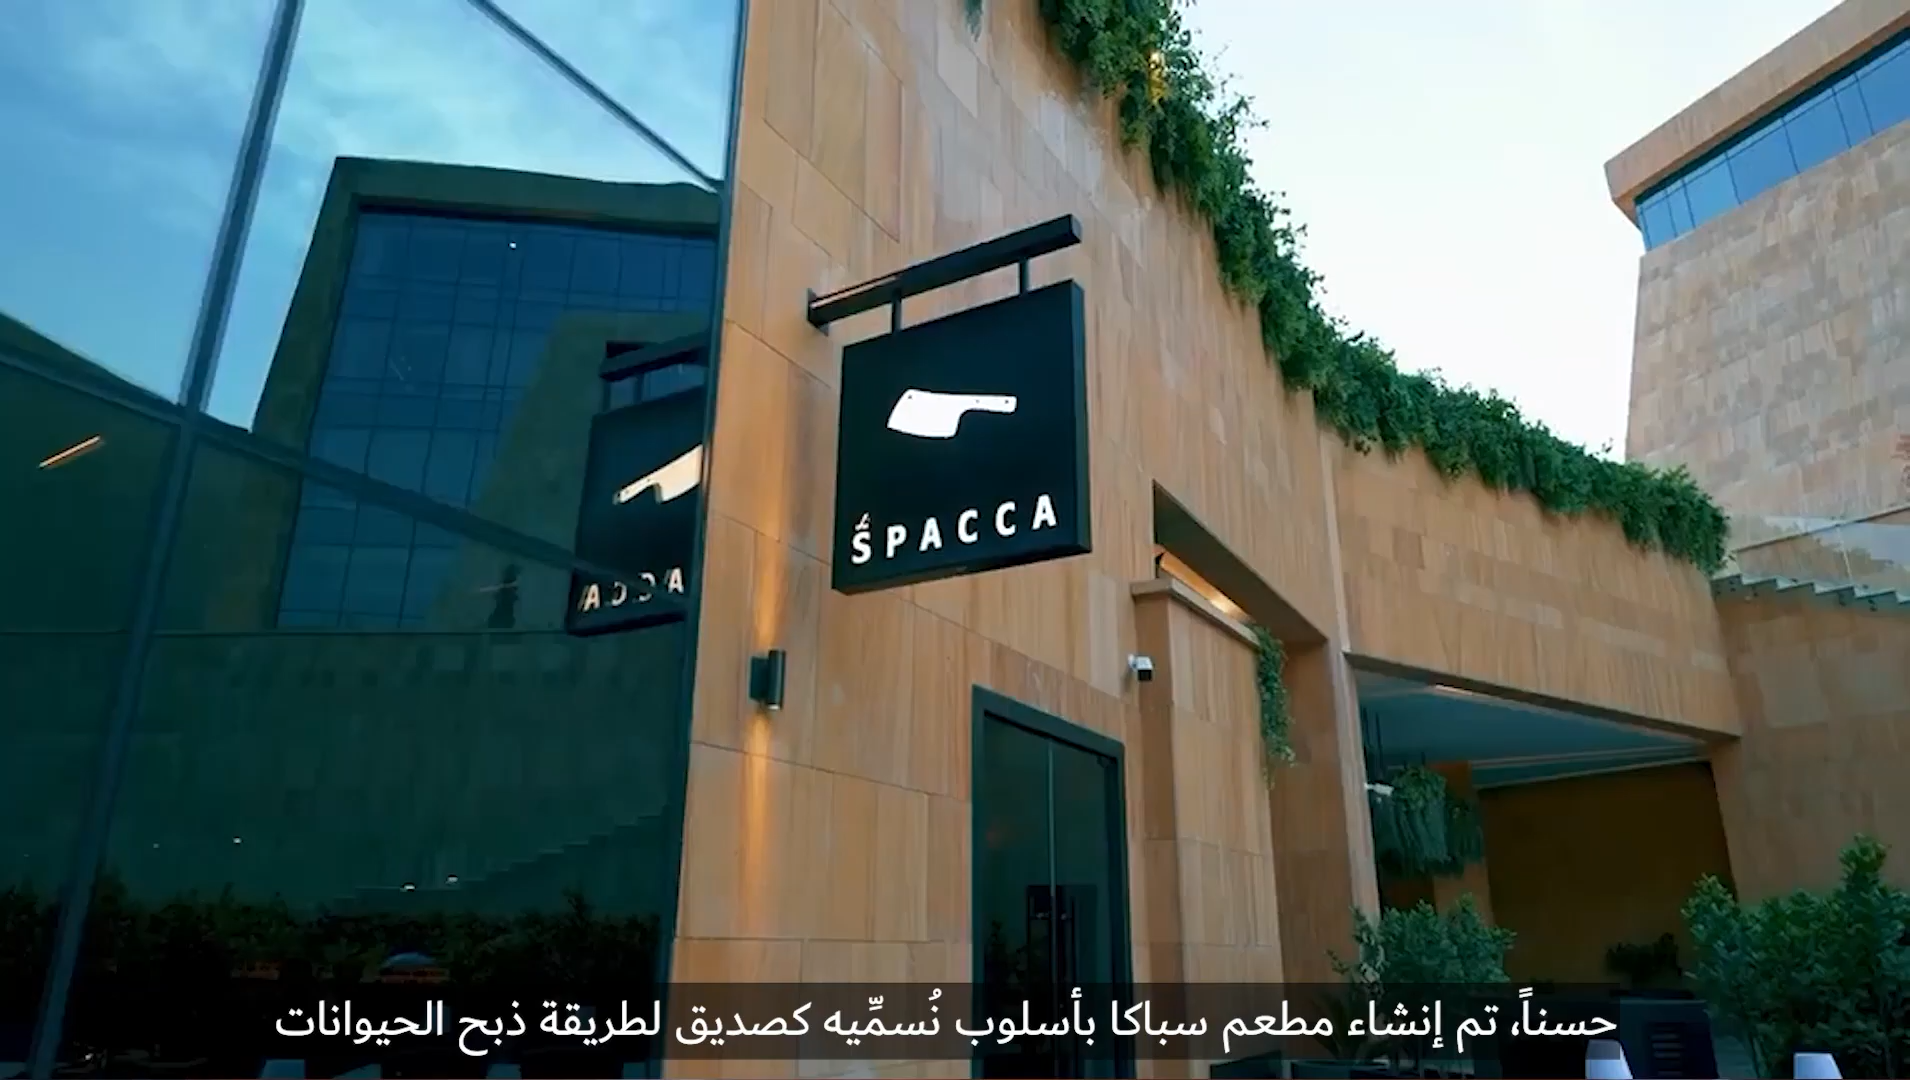 ŚPACCA
حسناً، تم إنشاء مطعم سباكا بأسلوب نُسمِّيه كصديق لطريقة ذبح الحيوانات